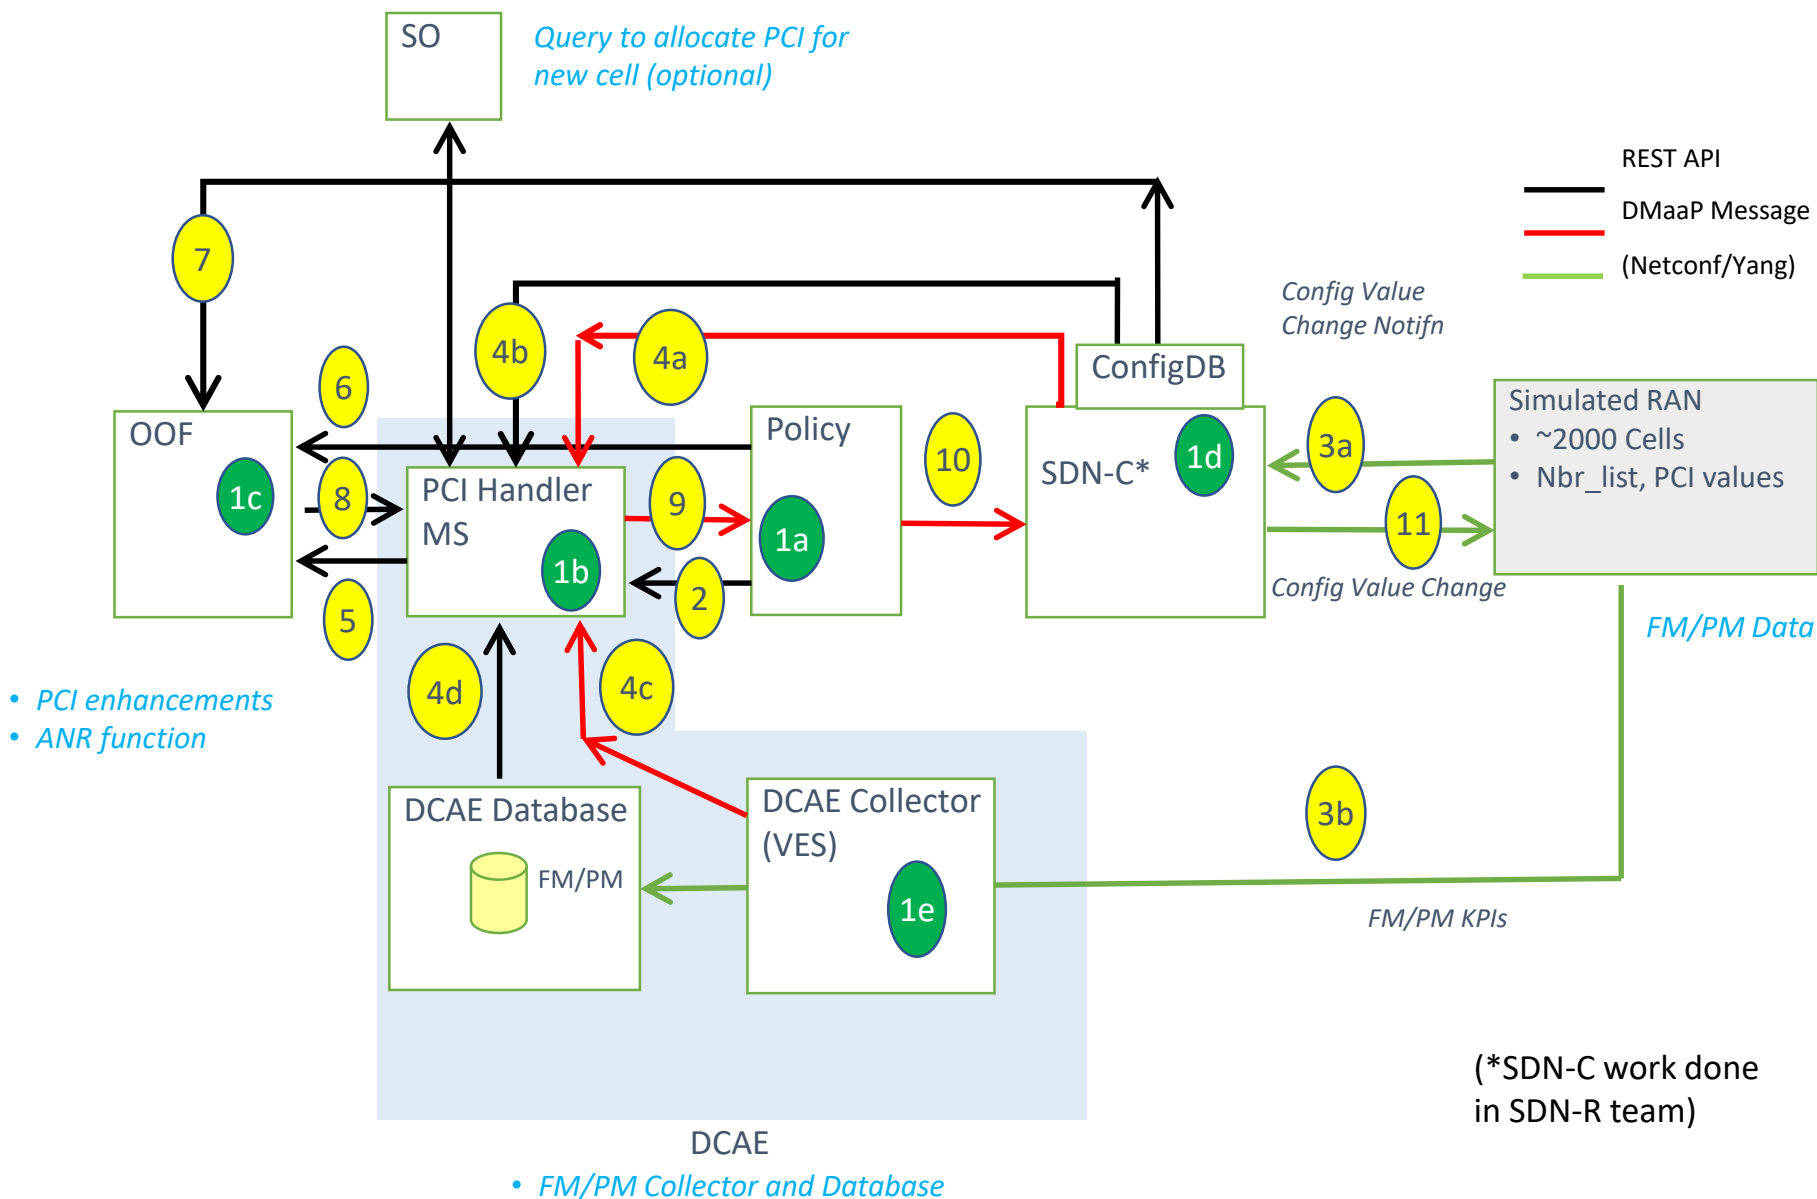 SO
Query to allocate PCI for
new cell (optional)
REST API
DMaaP Message
(Netconf/Yang)
7
Config Value
Change Notifn
4b
4a
ConfigDB
6
OOF
Policy
Simulated RAN
• ~2000 Cells
• Nbr_list, PCI values
3a
10
1d
SDN-C*
1c
8
PCI Handler
MS
9
1a
11
1b
2
Config Value Change
5
FM/PM Data
4d
4c
• PCI enhancements
• ANR function
DCAE Database
FM/PM
DCAE Collector
(VES)
1e
3b
FM/PM KPIs
(*SDN-C work done
in SDN-R team)
DCAE
• FM/PM Collector and Database